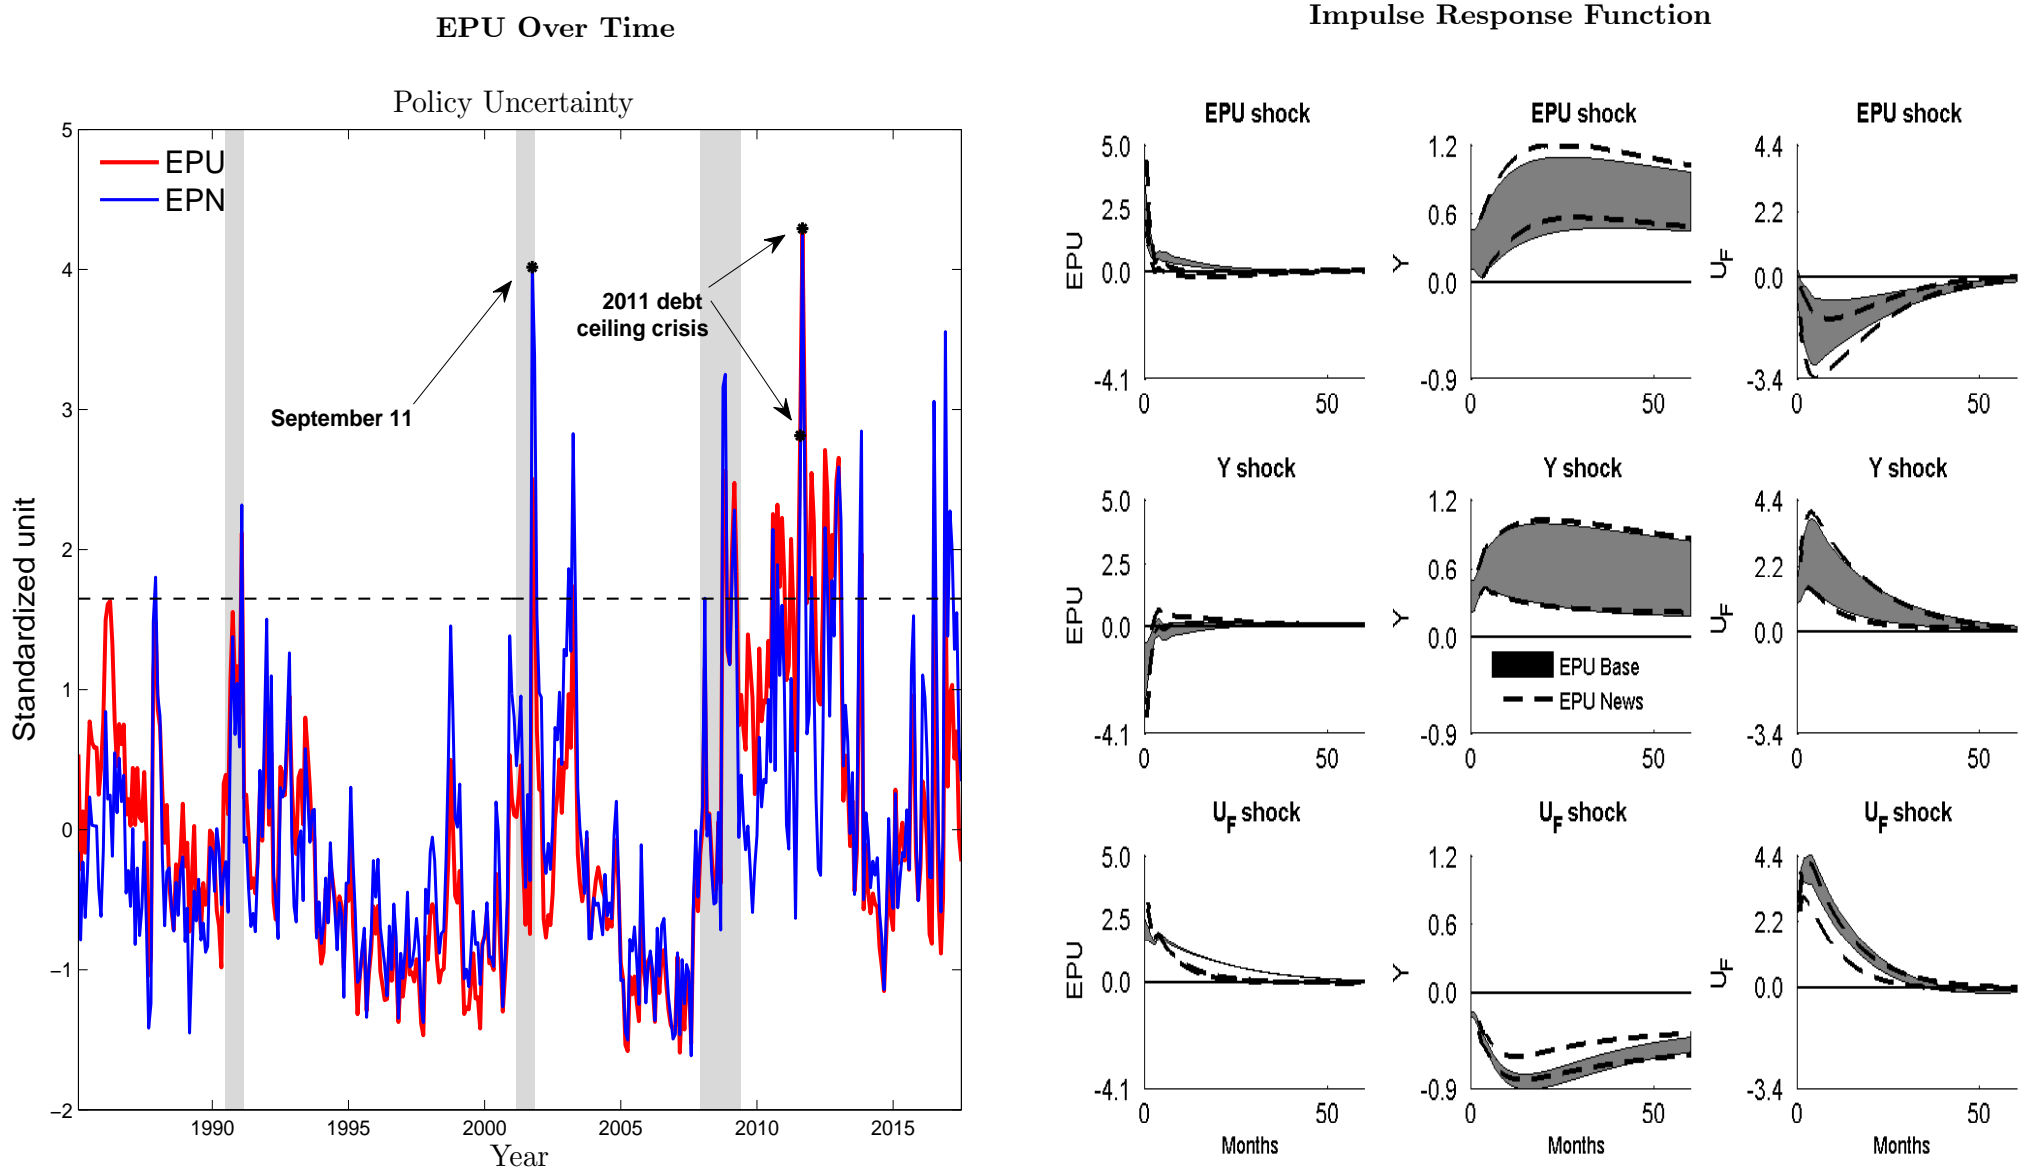 EPU Over Time
Policy Uncertainty
5
4
3
2
1
0
−1
−2
Standardized unit
EPU
EPN
September 11
2011 debt
ceiling crisis
1990
1995
2000
2005
2010
2015
Year
Impulse Response Function
EPU shock
5.0
2.5
0.0
-4.1
EPU
0
50
EPU shock
1.2
0.6
0.0
-0.9
Y
0
50
EPU shock
4.4
2.2
0.0
-3.4
U_F
0
50
Y shock
5.0
2.5
0.0
-4.1
EPU
0
50
Y shock
1.2
0.6
0.0
-0.9
Y
EPU Base
EPU News
0
50
Y shock
4.4
2.2
0.0
-3.4
U_F
0
50
U_F shock
5.0
2.5
0.0
-4.1
EPU
0
50
Months
U_F shock
1.2
0.6
0.0
-0.9
Y
0
50
Months
U_F shock
4.4
2.2
0.0
-3.4
U_F
0
50
Months